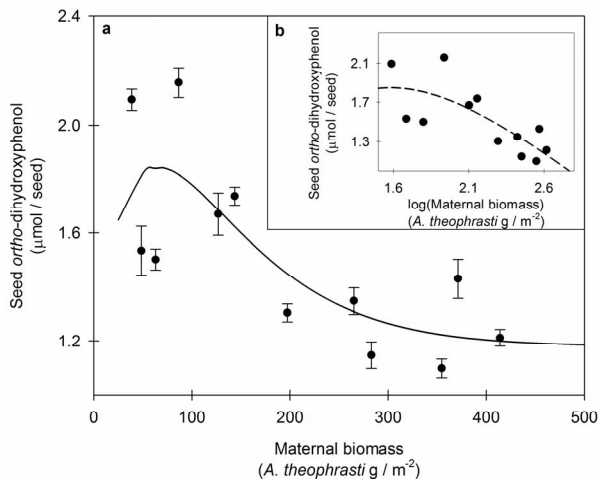 a
2.4
2.0
1.6
1.2
0
100
200
300
400
500
Seed ortho-dihydroxyphenol
(μmol / seed)
Maternal biomass
(A. theophrasti g / m-2)
b
2.1
1.7
1.3
1.6
2.1
2.6
Seed ortho-dihydroxyphenol
(μmol / seed)
log(Maternal biomass)
(A. theophrasti g / m-2)